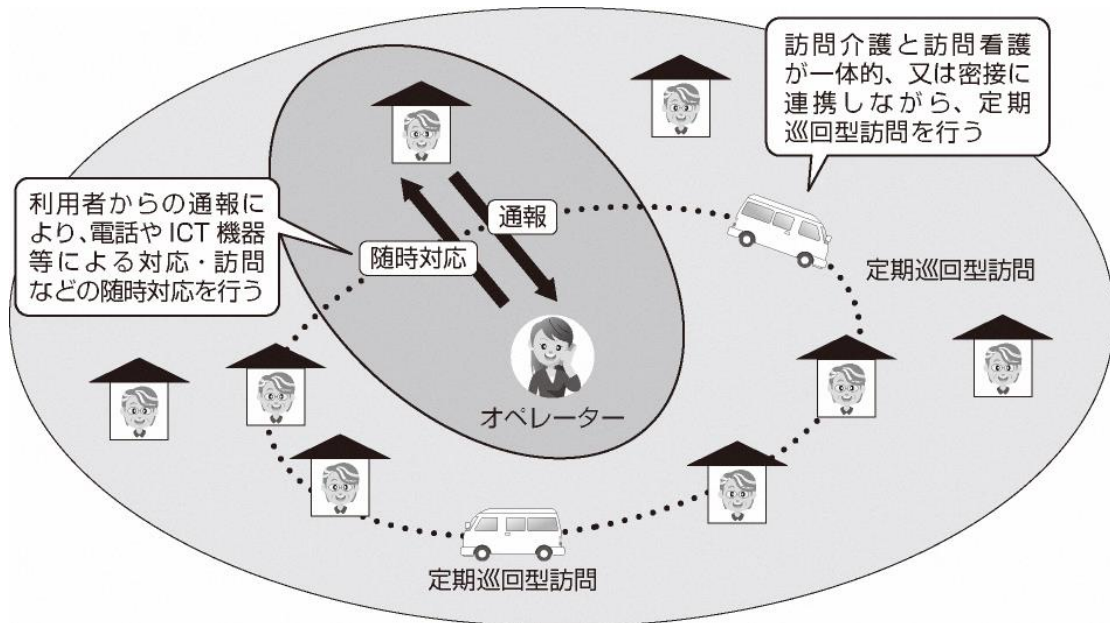 訪問介護と訪問看護
が一体的、又は密接に
連携しながら、定期
巡回型訪問を行う
利用者からの通報に
より、電話やICT機器
等による対応・訪問
などの随時対応を行う
通報
随時対応
定期巡回型訪問
オペレーター
定期巡回型訪問